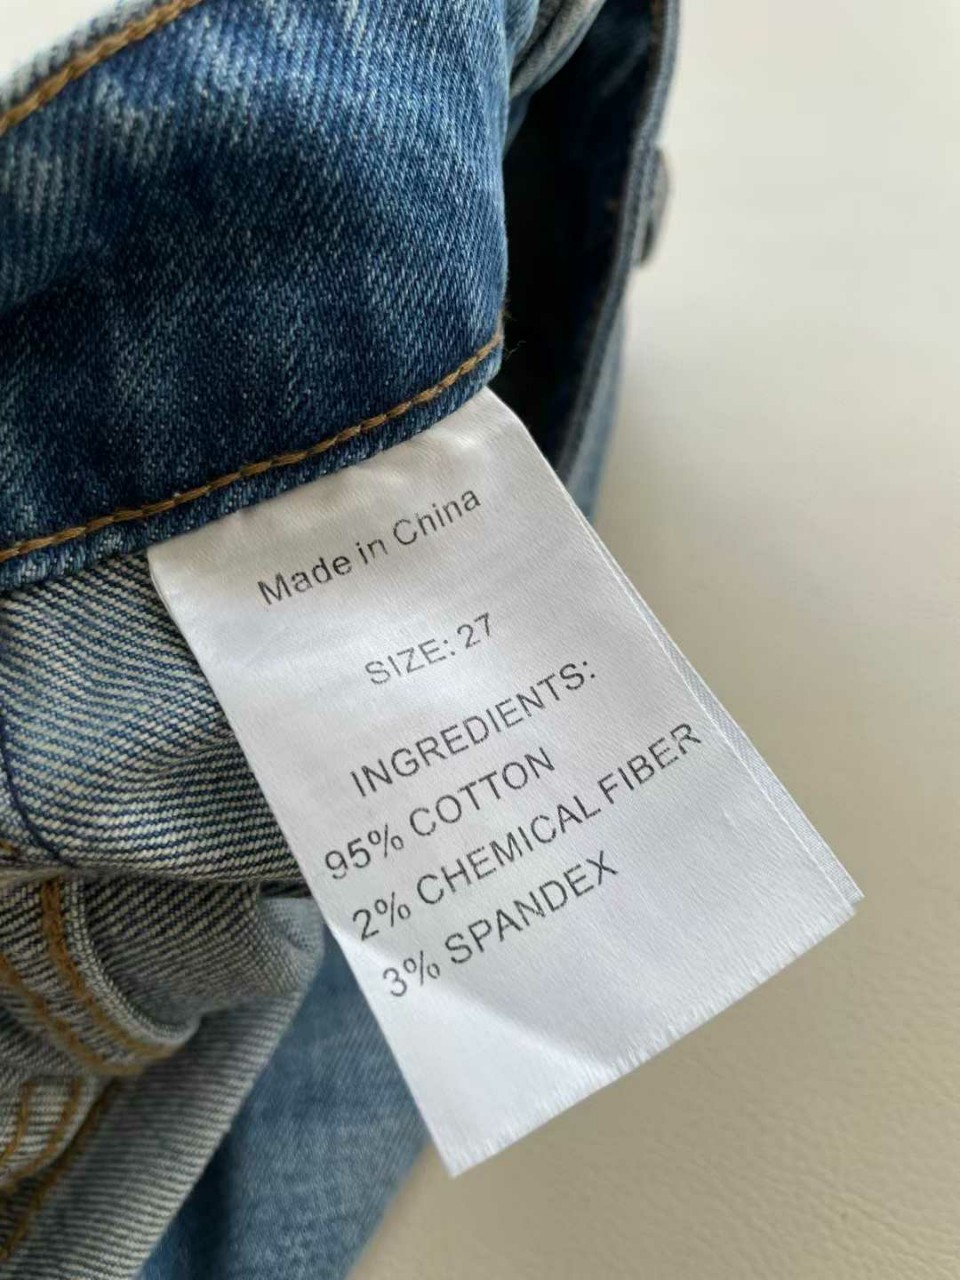 Made in China
SIZE: 27
INGREDIENTS:
95% COTTON
2% CHEMICAL FIBER
3% SPANDEX